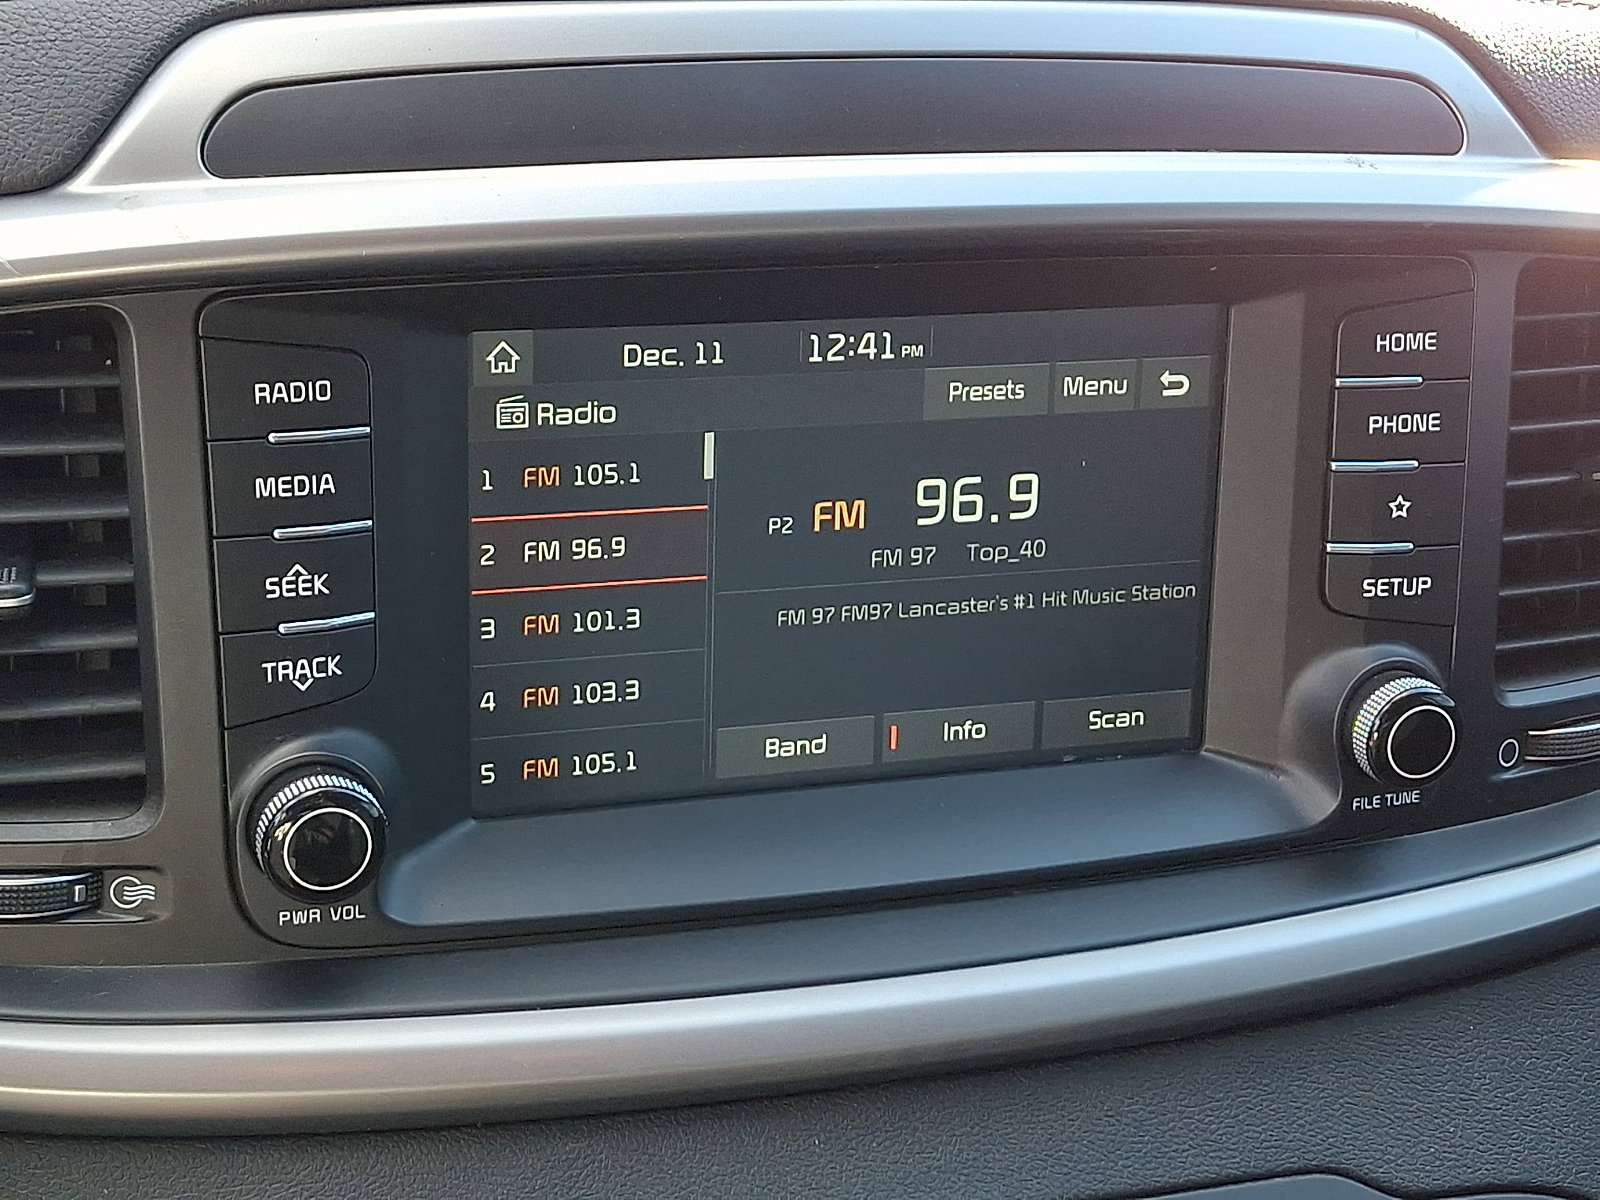 Dec. 11
12:41 PM
Radio
Presets
Menu
1 FM 105.1
2 FM 96.9
3 FM 101.3
4 FM 103.3
5 FM 105.1
P2 FM 96.9
FM 97 Top_40
FM 97 FM97 Lancaster's #1 Hit Music Station
Band
Info
Scan
RADIO
MEDIA
SEEK
TRACK
PWR VOL
HOME
PHONE
SETUP
FILE TUNE